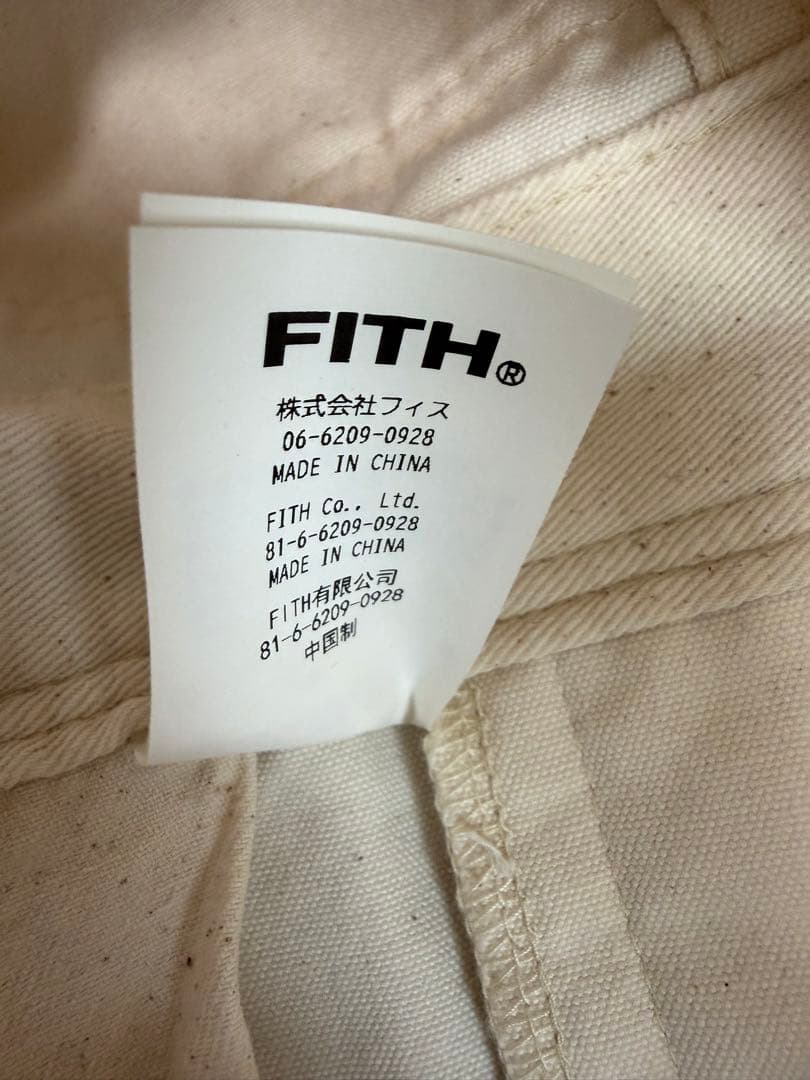 FITH®
株式会社フィス
06-6209-0928
MADE IN CHINA
FITH Co., Ltd.
81-6-6209-0928
MADE IN CHINA
FITH有限公司
81-6-6209-0928
中国制